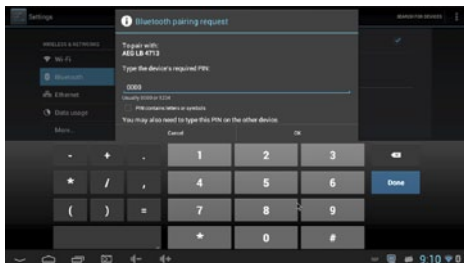 Settings
Bluetooth pairing request
SEARCH FOR DEVICES
WIRELESS & NETWORKS
Wi-Fi
Bluetooth
Ethernet
Data usage
More...
To pair with:
AEG LB-4713
Type the device's required PIN:
0000
Usually 0000 or 1234
PIN contains letters or symbols
You may also need to type this PIN on the other device.
Cancel
OK
- + . 1 2 3
* / , 4 5 6 Done
( ) = 7 8 9
* 0 #
9:10